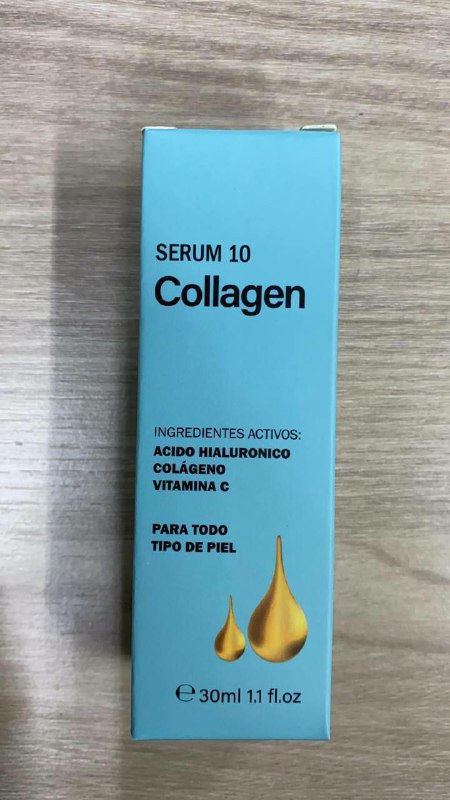 SERUM 10
Collagen
INGREDIENTES ACTIVOS:
ACIDO HIALURONICO
COLÁGENO
VITAMINA C
PARA TODO
TIPO DE PIEL
℮ 30ml 1.1 fl.oz